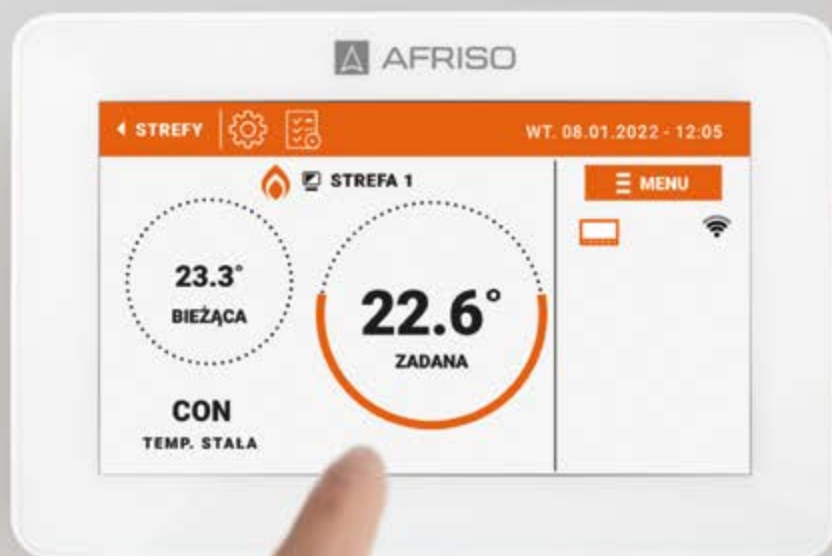 AFRISO
STREFY
WT. 08.01.2022 - 12:05
STREFA 1
MENU
23.3°
BIEŻĄCA
22.6°
ZADANA
CON
TEMP. STAŁA